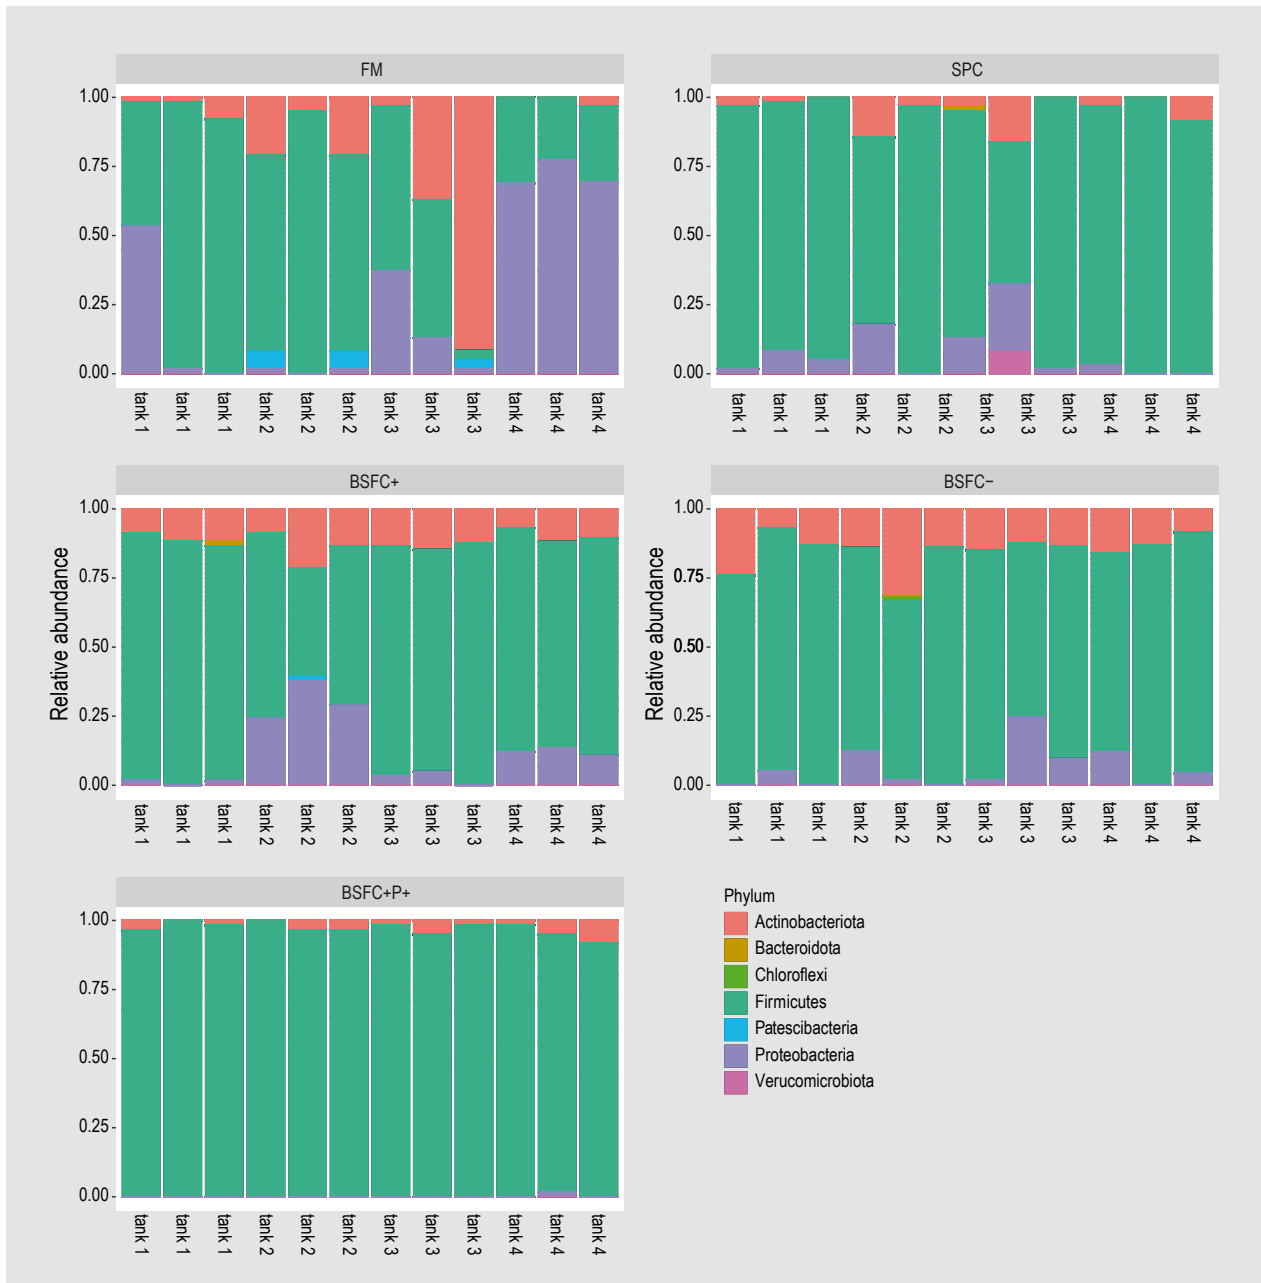 FM
1.00
0.75
0.50
0.25
0.00
tank 1
tank 1
tank 1
tank 2
tank 2
tank 2
tank 3
tank 3
tank 3
tank 4
tank 4
tank 4
SPC
1.00
0.75
0.50
0.25
0.00
tank 1
tank 1
tank 1
tank 2
tank 2
tank 2
tank 3
tank 3
tank 3
tank 4
tank 4
tank 4
BSFC+
Relative abundance
1.00
0.75
0.50
0.25
0.00
tank 1
tank 1
tank 1
tank 2
tank 2
tank 2
tank 3
tank 3
tank 3
tank 4
tank 4
tank 4
BSFC−
Relative abundance
1.00
0.75
0.50
0.25
0.00
tank 1
tank 1
tank 1
tank 2
tank 2
tank 2
tank 3
tank 3
tank 3
tank 4
tank 4
tank 4
BSFC+P+
1.00
0.75
0.50
0.25
0.00
tank 1
tank 1
tank 1
tank 2
tank 2
tank 2
tank 3
tank 3
tank 3
tank 4
tank 4
tank 4
Phylum
Actinobacteriota
Bacteroidota
Chloroflexi
Firmicutes
Patescibacteria
Proteobacteria
Verucomicrobiota